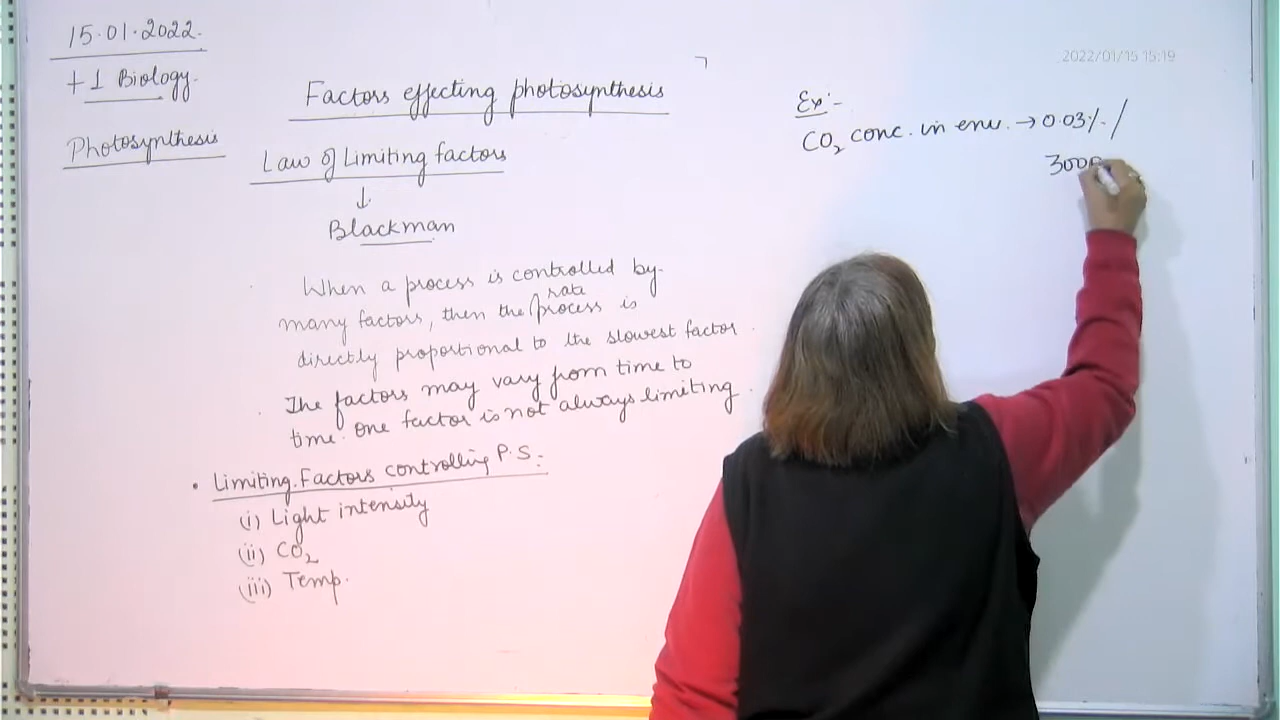 15.01.2022.
+1 Biology.
Photosynthesis
Factors effecting photosynthesis
Law of Limiting factors
↓
Blackman
When a process is controlled by
many factors, then the rate process is
directly proportional to the slowest factor.
The factors may vary from time to
time. One factor is not always limiting.
Limiting Factors controlling P.S:-
(i) Light intensity
(ii) CO₂
(iii) Temp.
2022/01/15 15:19
Ex:-
CO₂ conc. in env. → 0.03% /
300